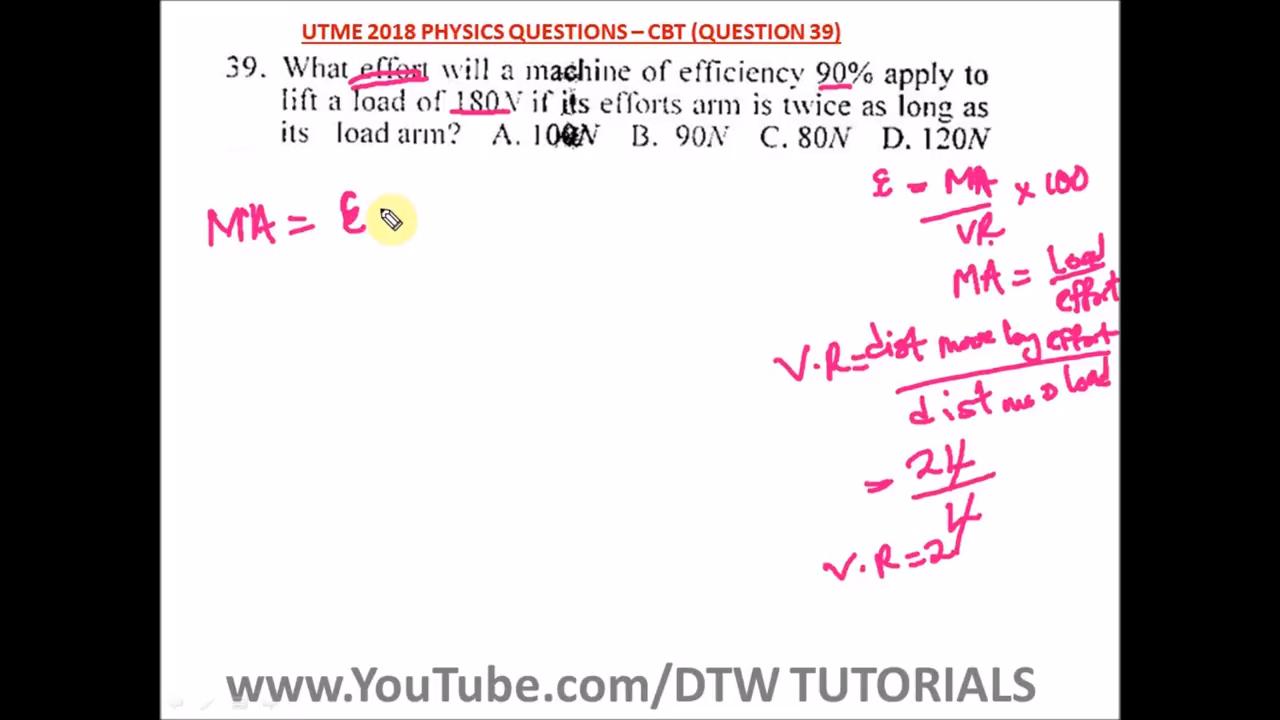 UTME 2018 PHYSICS QUESTIONS – CBT (QUESTION 39)
39. What effort will a machine of efficiency 90% apply to
lift a load of 180N if its efforts arm is twice as long as
its load arm? A. 100N B. 90N C. 80N D. 120N
MA = ε
ε = MA/VR × 100
MA = Load/effort
V.R = dist move by effort
dist load
= 2y/y
V.R = 2
www.YouTube.com/DTW TUTORIALS